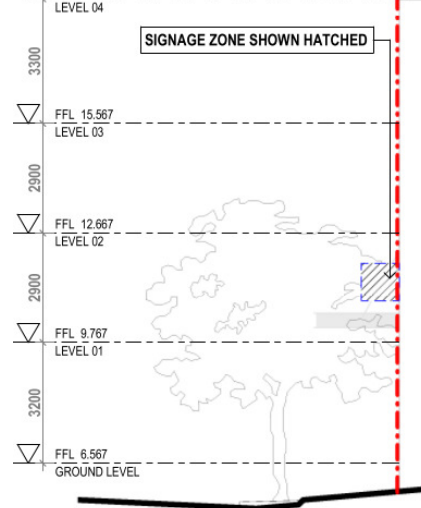 LEVEL 04
SIGNAGE ZONE SHOWN HATCHED
3300
FFL 15.567
LEVEL 03
2900
FFL 12.667
LEVEL 02
2900
FFL 9.767
LEVEL 01
3200
FFL 6.567
GROUND LEVEL